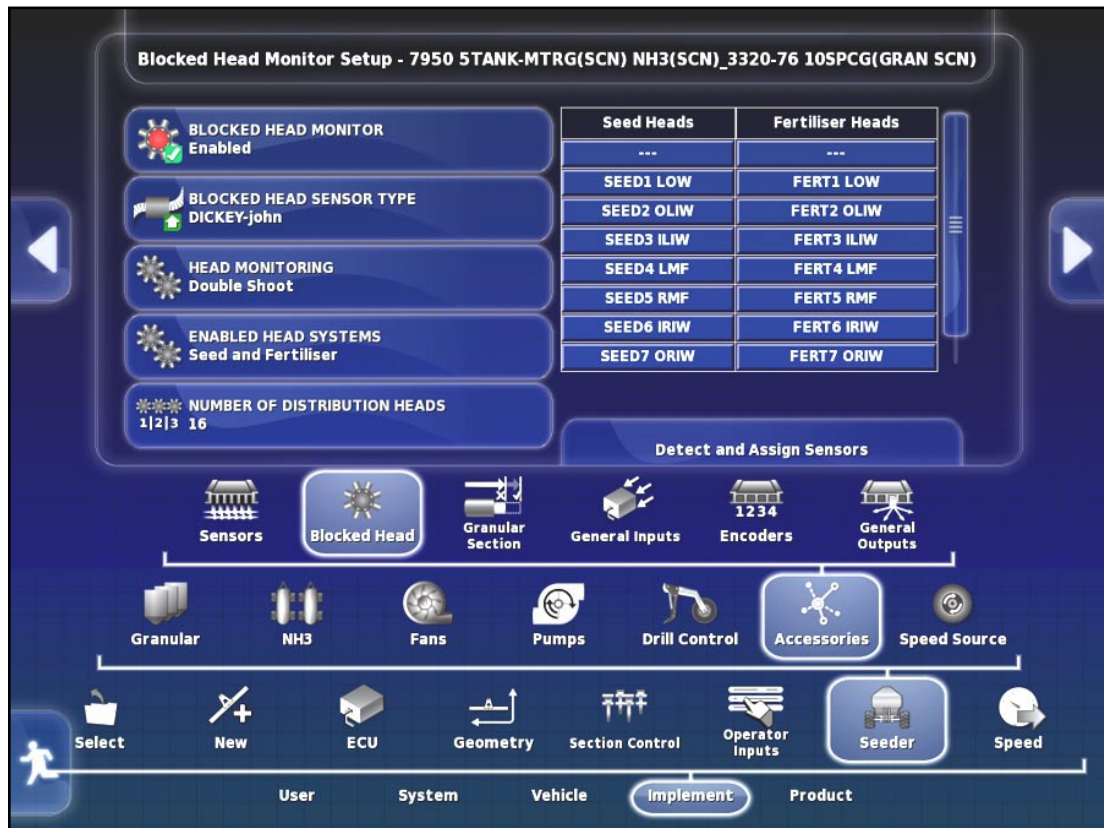 Blocked Head Monitor Setup - 7950 5TANK-MTRG(SCN) NH3(SCN)_3320-76 10SPCG(GRAN SCN)
BLOCKED HEAD MONITOR
Enabled
BLOCKED HEAD SENSOR TYPE
DICKEY-john
HEAD MONITORING
Double Shoot
ENABLED HEAD SYSTEMS
Seed and Fertiliser
1|2|3
NUMBER OF DISTRIBUTION HEADS
16
Seed Heads Fertiliser Heads
--- ---
SEED1 LOW FERT1 LOW
SEED2 OLIW FERT2 OLIW
SEED3 ILIW FERT3 ILIW
SEED4 LMF FERT4 LMF
SEED5 RMF FERT5 RMF
SEED6 IRIW FERT6 IRIW
SEED7 ORIW FERT7 ORIW
Detect and Assign Sensors
Sensors
Blocked Head
Granular
Section
General Inputs
1234
Encoders
General
Outputs
Granular
NH3
Fans
Pumps
Drill Control
Accessories
Speed Source
Select
New
ECU
Geometry
Section Control
Operator
Inputs
Seeder
Speed
User
System
Vehicle
Implement
Product